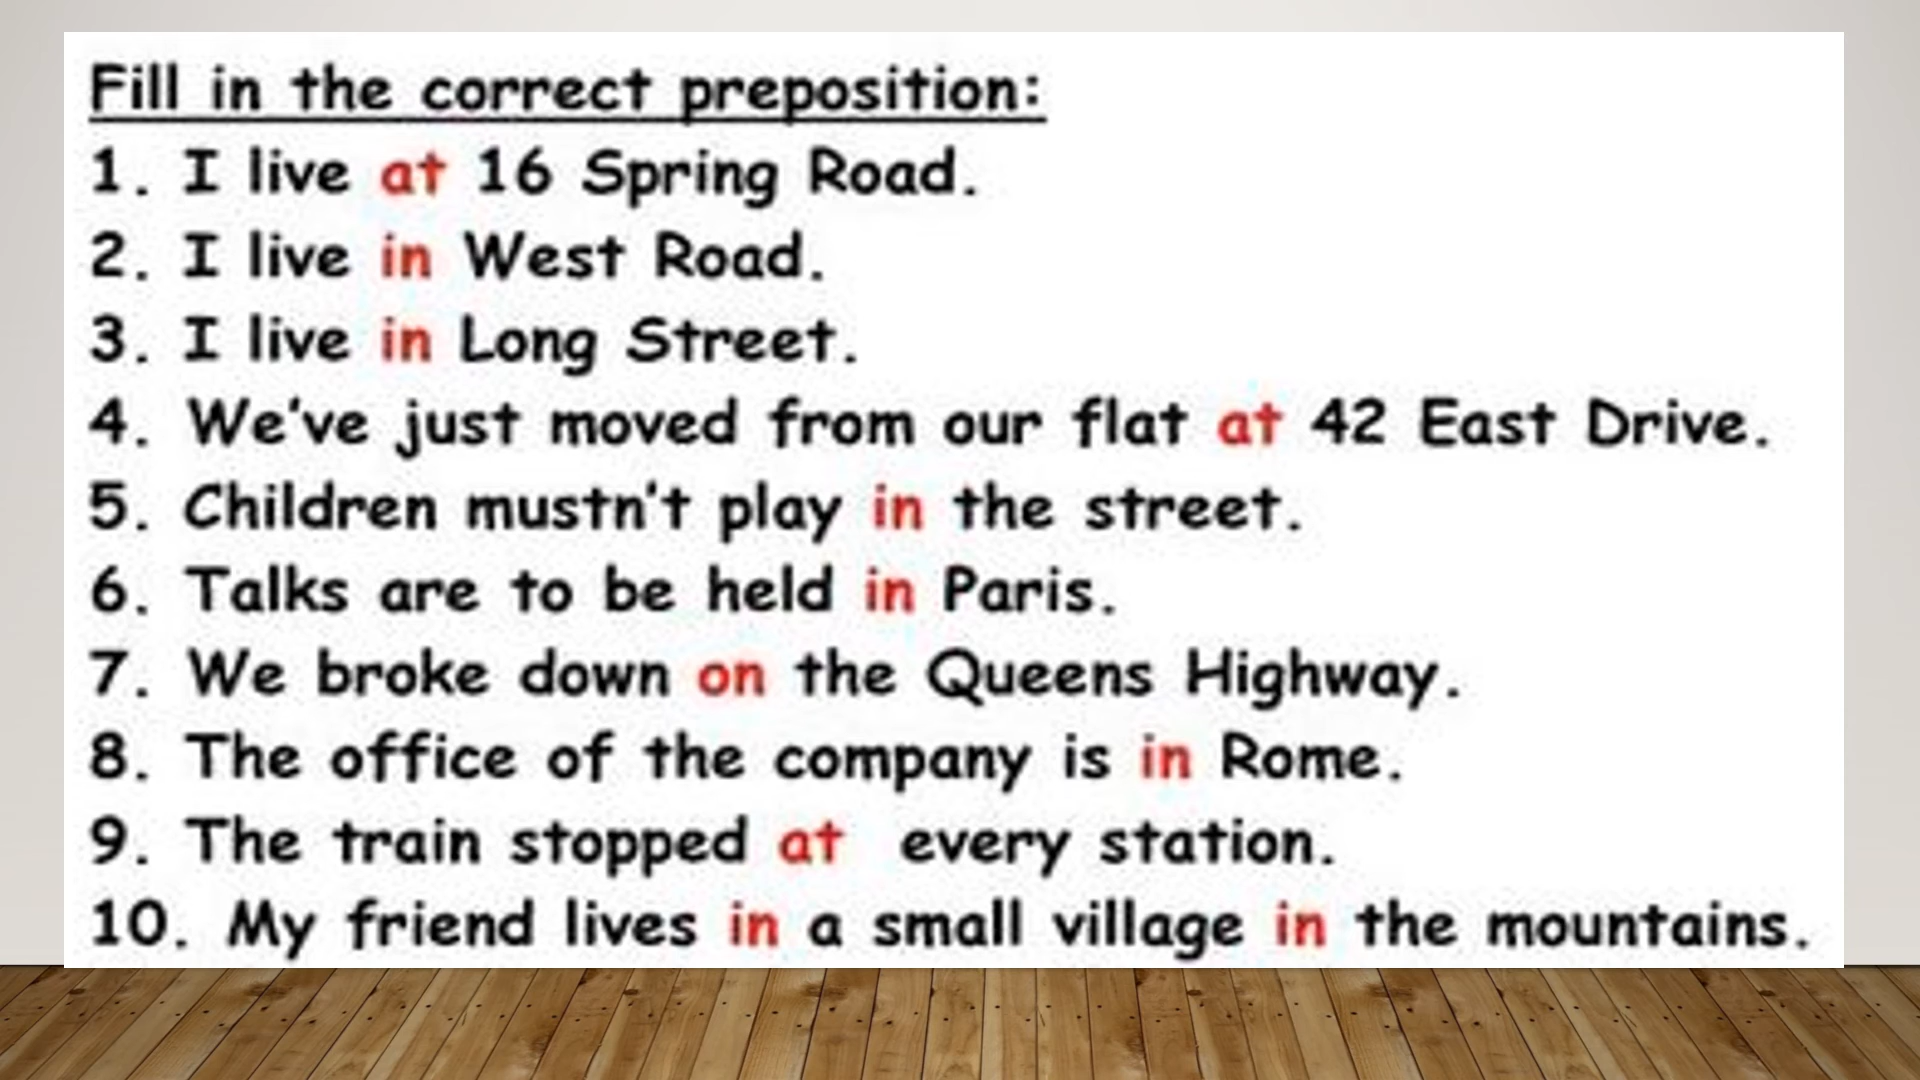 Fill in the correct preposition:
1. I live at 16 Spring Road.
2. I live in West Road.
3. I live in Long Street.
4. We've just moved from our flat at 42 East Drive.
5. Children mustn't play in the street.
6. Talks are to be held in Paris.
7. We broke down on the Queens Highway.
8. The office of the company is in Rome.
9. The train stopped at every station.
10. My friend lives in a small village in the mountains.